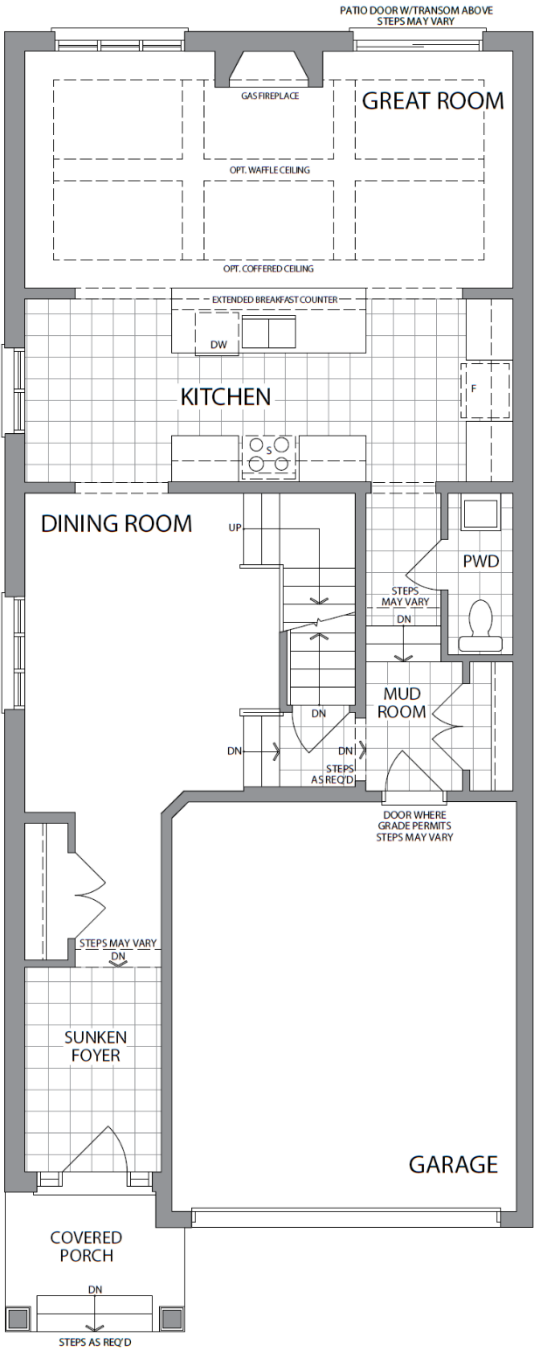 PATIO DOOR W/TRANSOM ABOVE
STEPS MAY VARY
GAS FIREPLACE
GREAT ROOM
OPT. WAFFLE CEILING
OPT. COFFERED CEILING
EXTENDED BREAKFAST COUNTER
DW
KITCHEN
F
S
DINING ROOM
UP
PWD
STEPS
MAY VARY
DN
MUD
ROOM
DN
DN
DN
STEPS
AS REQ'D
DOOR WHERE
GRADE PERMITS
STEPS MAY VARY
STEPS MAY VARY
DN
SUNKEN
FOYER
GARAGE
COVERED
PORCH
DN
STEPS AS REQ'D